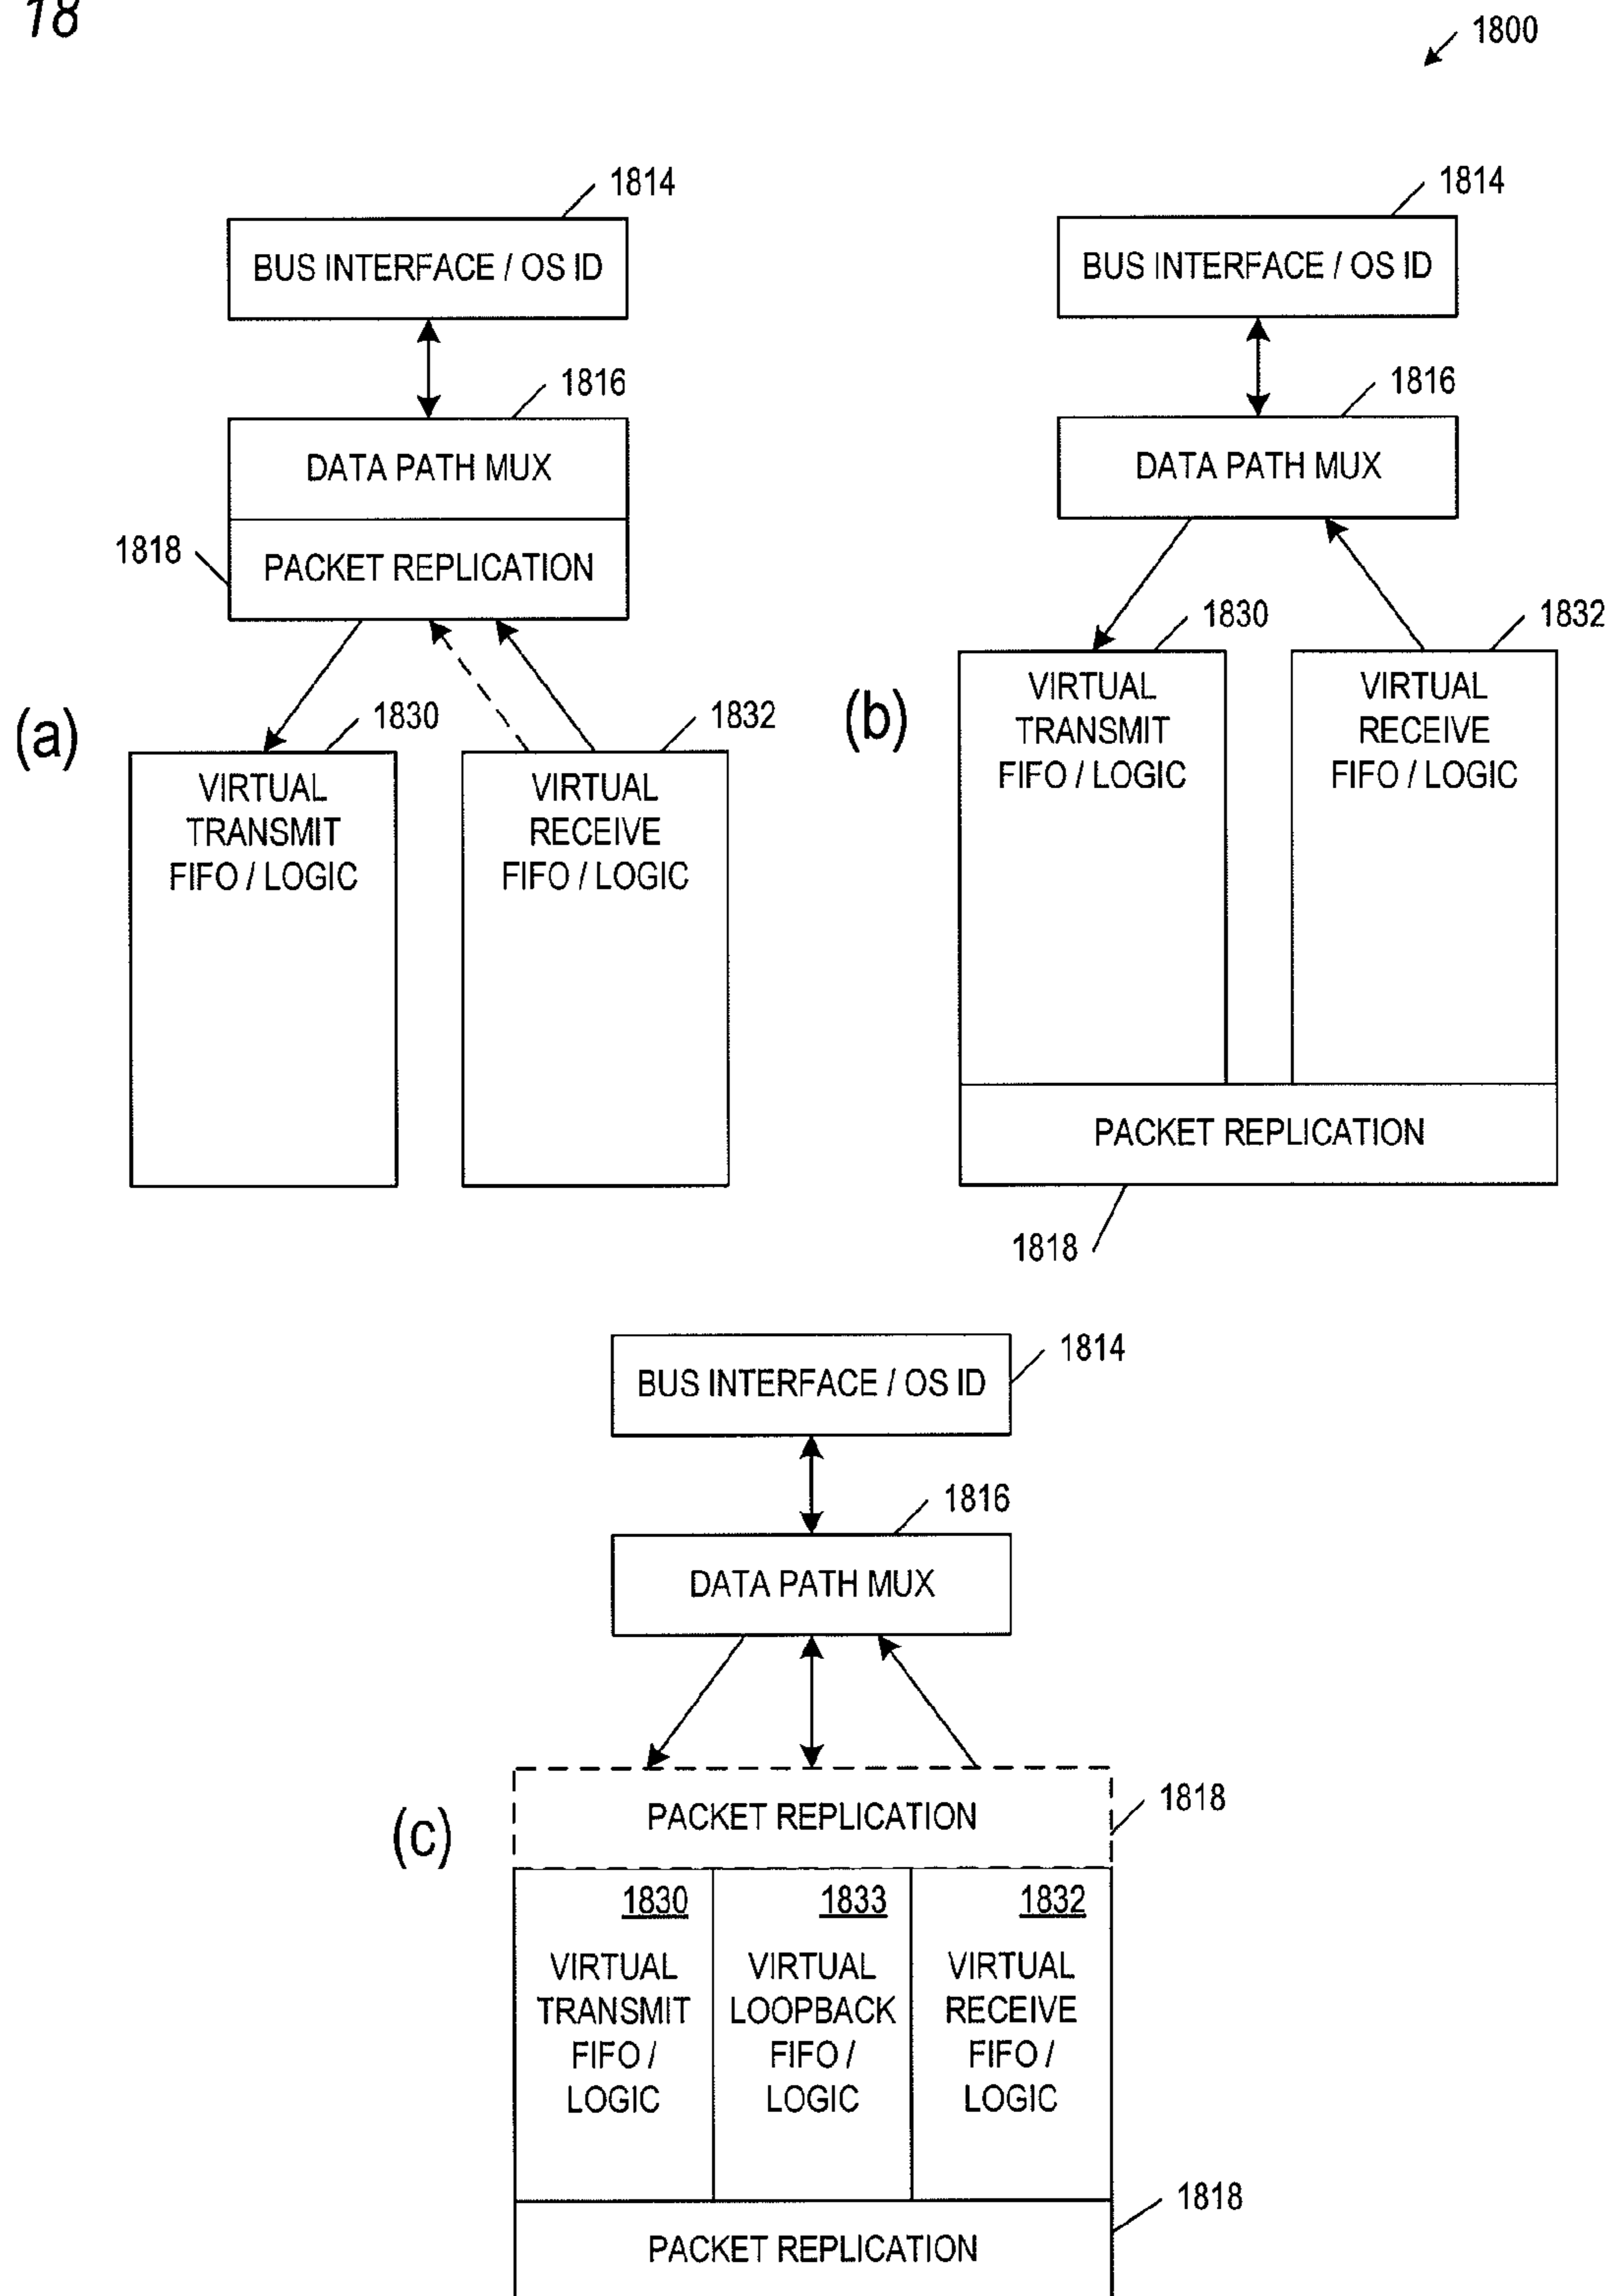 18
1800
1814
BUS INTERFACE / OS ID
1816
DATA PATH MUX
1818
PACKET REPLICATION
(a)
1830
VIRTUAL
TRANSMIT
FIFO / LOGIC
1832
VIRTUAL
RECEIVE
FIFO / LOGIC
1814
BUS INTERFACE / OS ID
1816
DATA PATH MUX
(b)
1830
VIRTUAL
TRANSMIT
FIFO / LOGIC
1832
VIRTUAL
RECEIVE
FIFO / LOGIC
PACKET REPLICATION
1818
1814
BUS INTERFACE / OS ID
1816
DATA PATH MUX
(c)
PACKET REPLICATION
1818
1830
VIRTUAL
TRANSMIT
FIFO /
LOGIC
1833
VIRTUAL
LOOPBACK
FIFO /
LOGIC
1832
VIRTUAL
RECEIVE
FIFO /
LOGIC
1818
PACKET REPLICATION